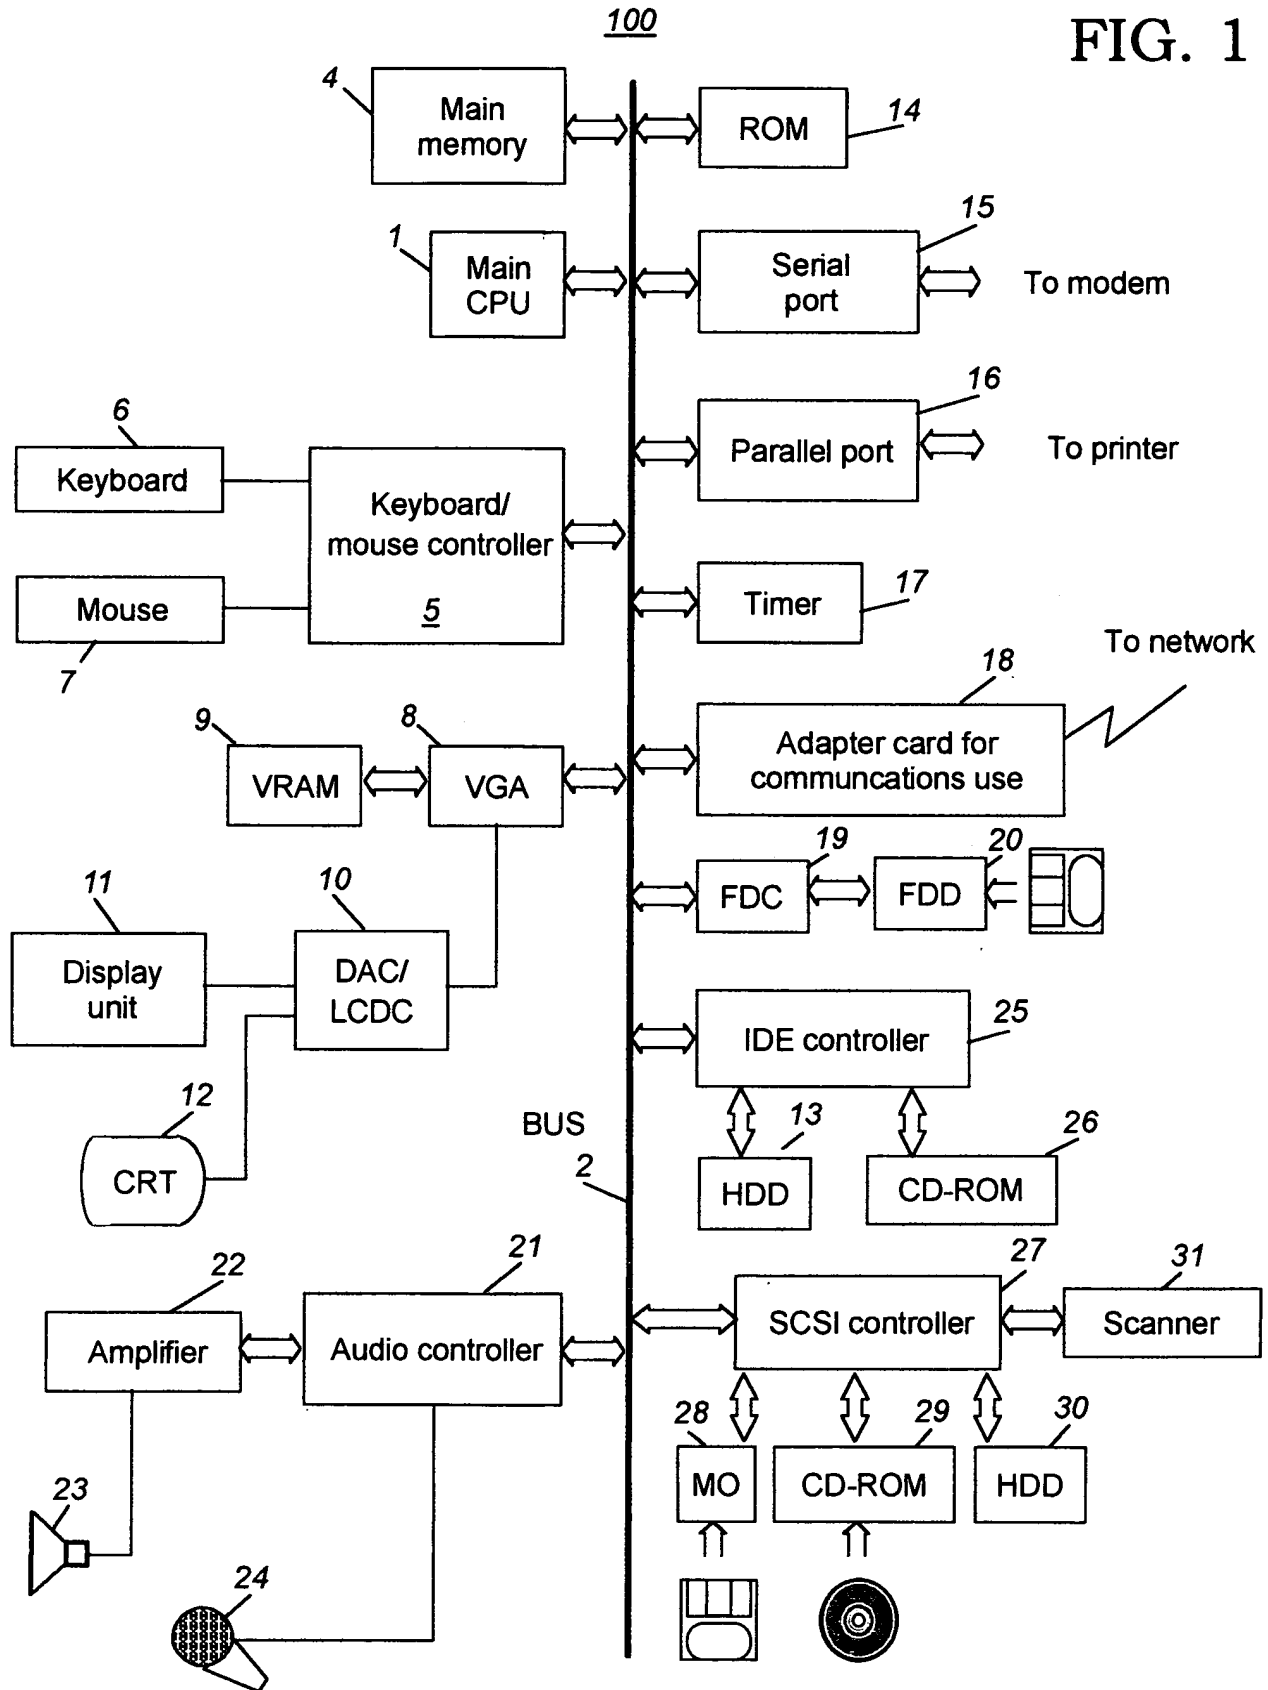 100
FIG. 1
4
Main
memory
ROM
14
1
Main
CPU
15
Serial
port
To modem
16
Parallel port
To printer
6
Keyboard
Keyboard/
mouse controller
5
Mouse
7
Timer
17
To network
18
Adapter card for
communcations use
9
VRAM
8
VGA
19
FDC
20
FDD
11
Display
unit
10
DAC/
LCDC
IDE controller
25
12
CRT
BUS
2
13
HDD
26
CD-ROM
22
Amplifier
21
Audio controller
27
SCSI controller
31
Scanner
28
MO
29
CD-ROM
30
HDD
23
24